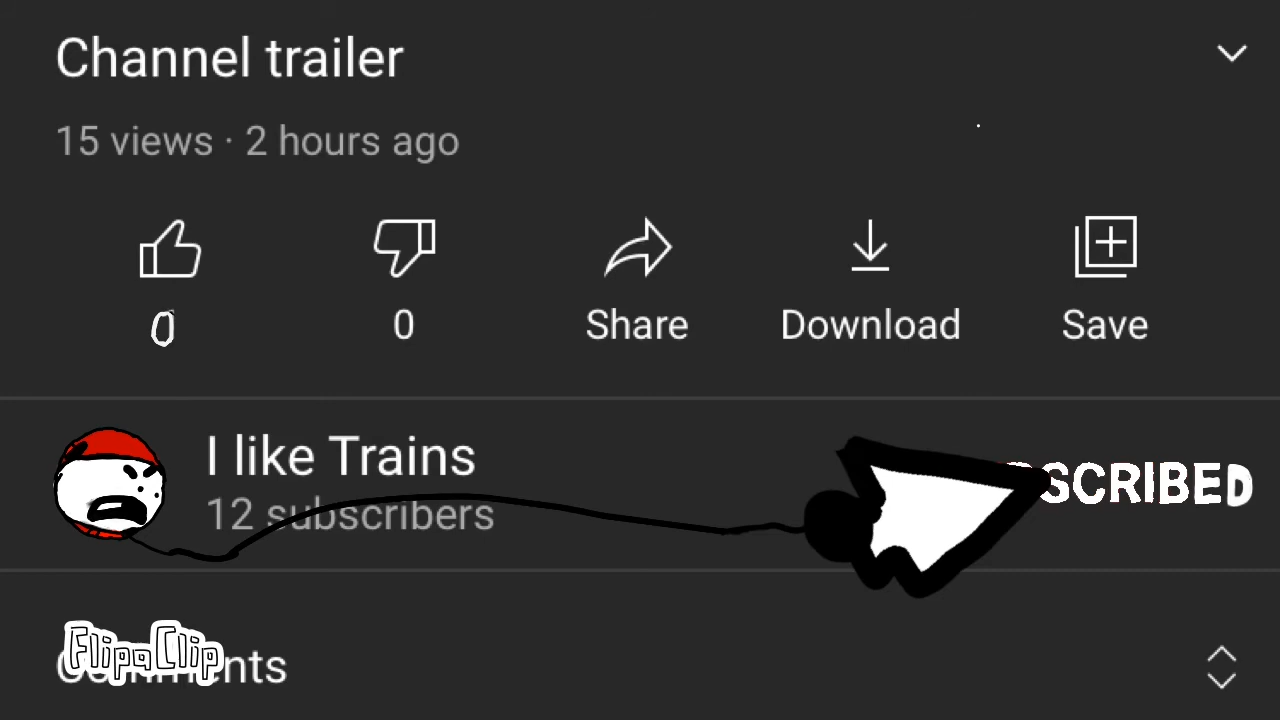 Channel trailer
15 views · 2 hours ago
0 0 Share Download Save
I like Trains
SCRIBED
12 subscribers
FlipaClip